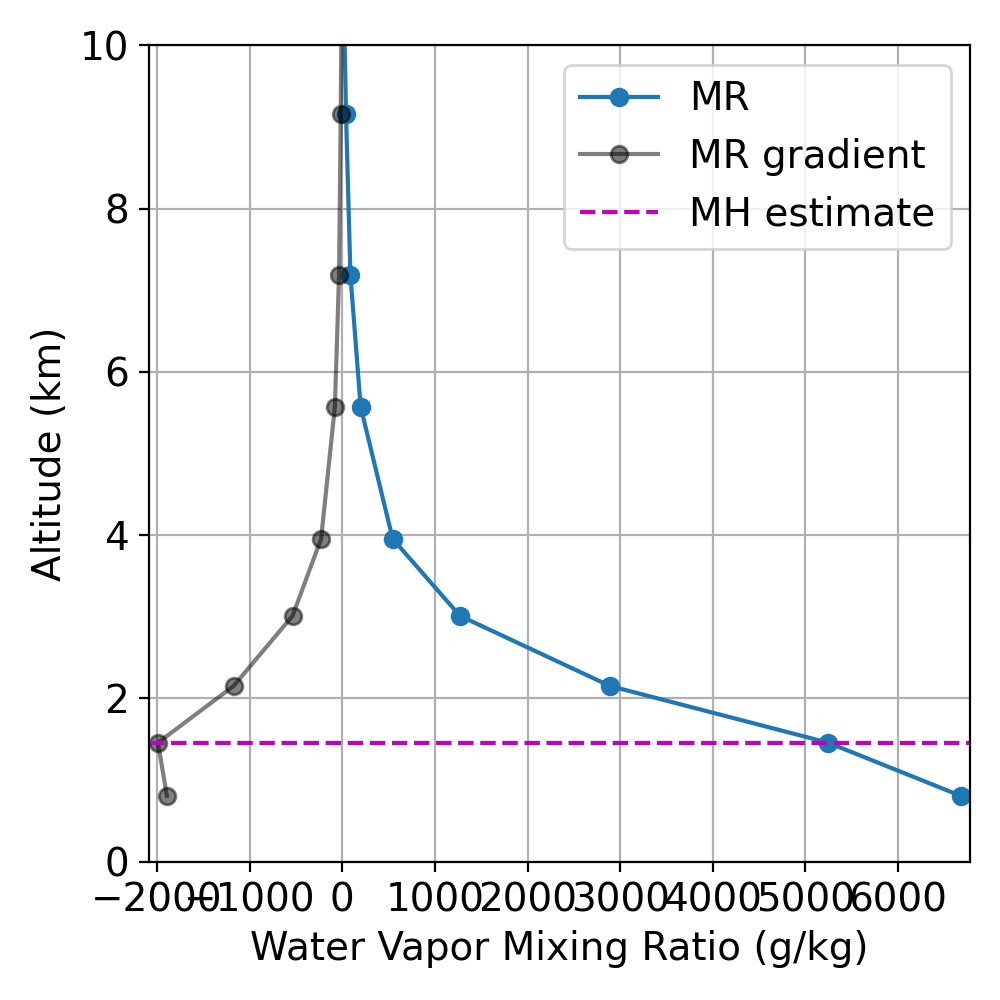 10
8
6
4
2
0
Altitude (km)
MR
MR gradient
MH estimate
−2000 −1000 0 1000 2000 3000 4000 5000 6000
Water Vapor Mixing Ratio (g/kg)